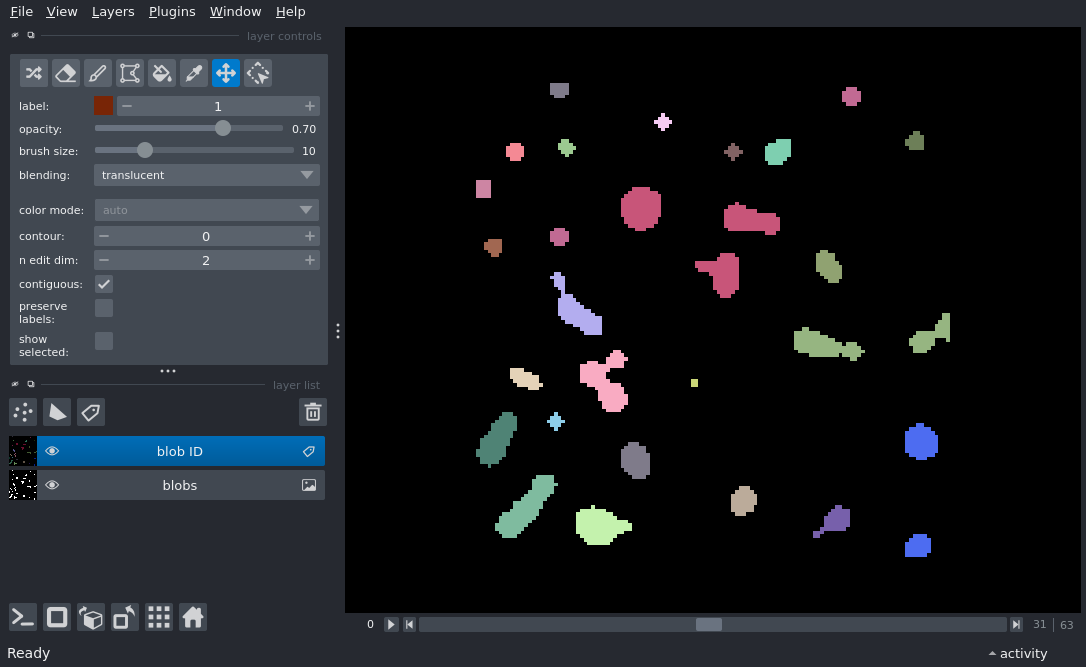 File View Layers Plugins Window Help
layer controls
label: 1
opacity: 0.70
brush size: 10
blending: translucent
color mode: auto
contour: 0
n edit dim: 2
contiguous:
preserve
labels:
show
selected:
layer list
blob ID
blobs
0 31 63
Ready activity